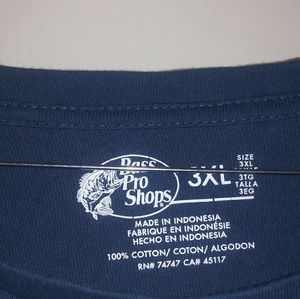 Bass
Pro
Shops
3XL
SIZE
3XL
3TG
TALLA
3EG
MADE IN INDONESIA
FABRIQUE EN INDONÉSIE
HECHO EN INDONESIA
100% COTTON/ COTON/ ALGODON
RN# 74747 CA# 45117